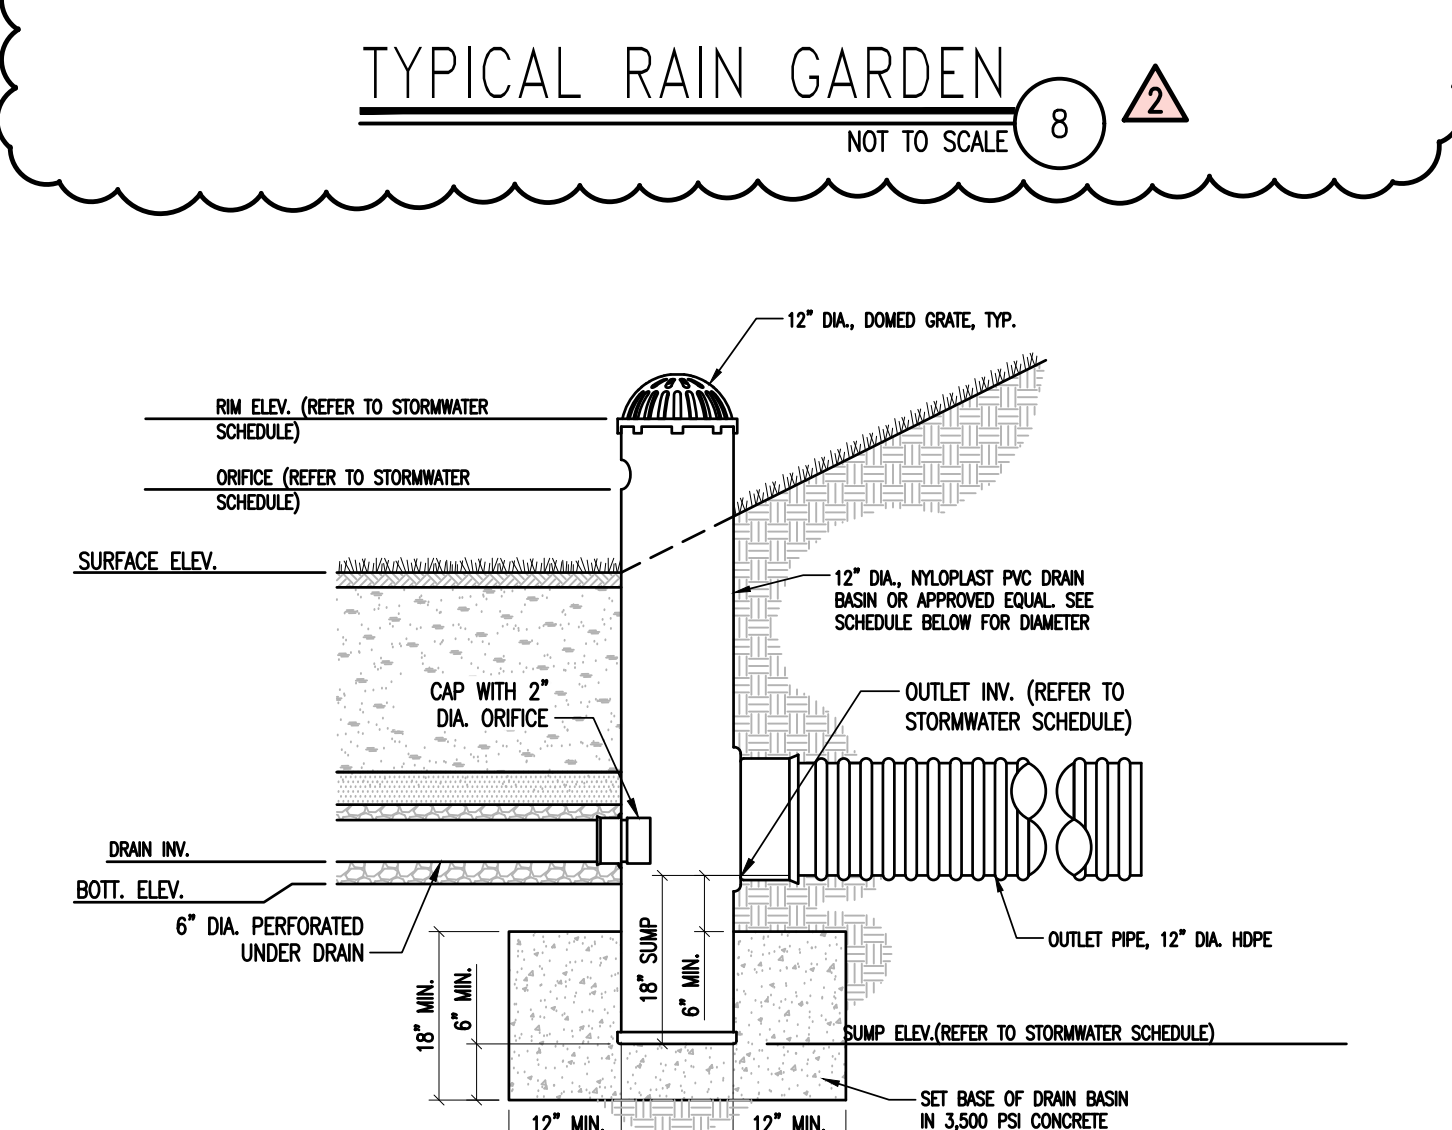 TYPICAL RAIN GARDEN
NOT TO SCALE
8
2
12" DIA., DOMED GRATE, TYP.
RIM ELEV. (REFER TO STORMWATER
SCHEDULE)
ORIFICE (REFER TO STORMWATER
SCHEDULE)
SURFACE ELEV.
12" DIA., NYLOPLAST PVC DRAIN
BASIN OR APPROVED EQUAL. SEE
SCHEDULE BELOW FOR DIAMETER
CAP WITH 2"
DIA. ORIFICE
OUTLET INV. (REFER TO
STORMWATER SCHEDULE)
DRAIN INV.
BOTT. ELEV.
6" DIA. PERFORATED
UNDER DRAIN
OUTLET PIPE, 12" DIA. HDPE
18" MIN.
6" MIN.
18" SUMP
6" MIN.
SUMP ELEV.(REFER TO STORMWATER SCHEDULE)
SET BASE OF DRAIN BASIN
IN 3,500 PSI CONCRETE
12" MIN.
12" MIN.